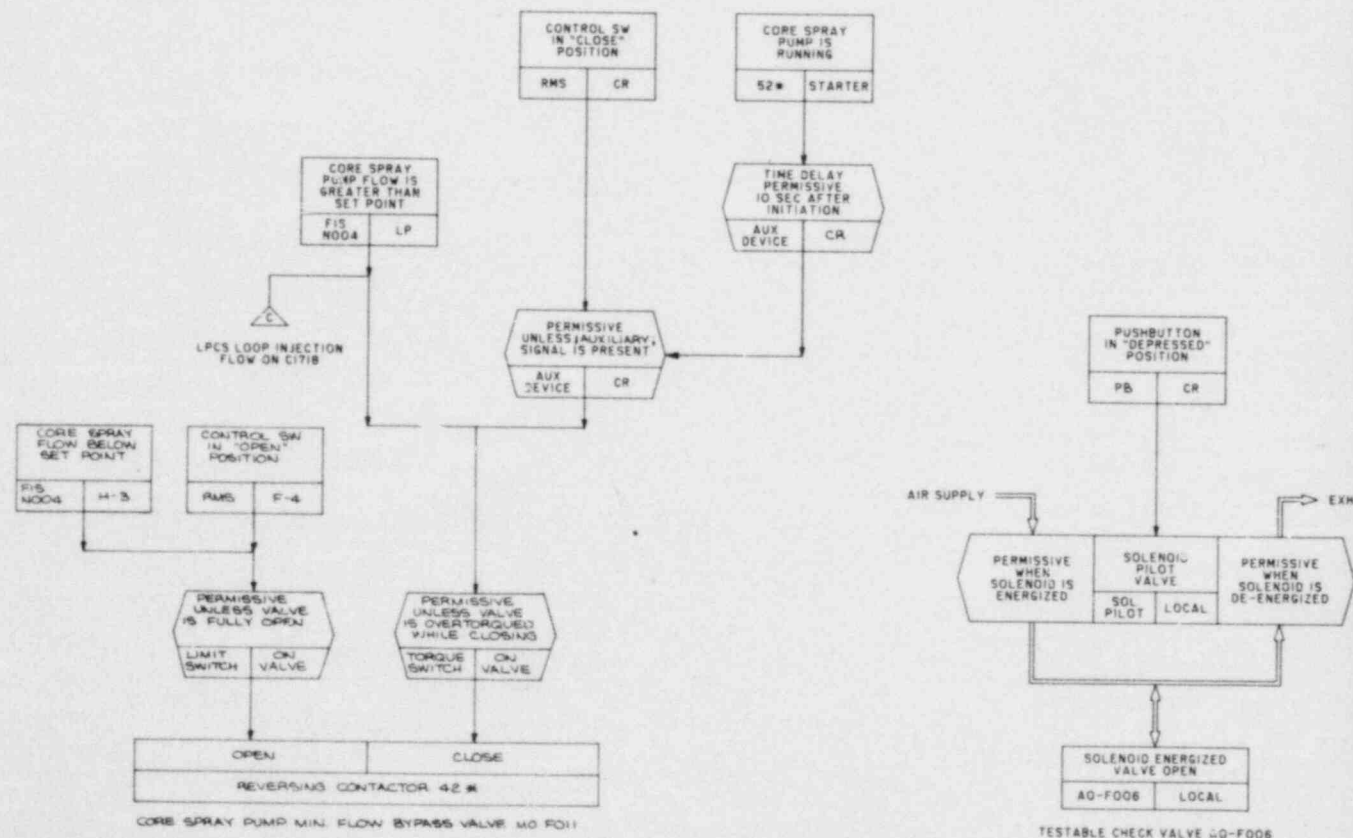 CONTROL SW
IN "CLOSE"
POSITION
RMS CR
CORE SPRAY
PUMP IS
RUNNING
52* STARTER
CORE SPRAY
PUMP FLOW IS
GREATER THAN
SET POINT
FIS
N004 LP
TIME DELAY
PERMISSIVE
10 SEC AFTER
INITIATION
AUX
DEVICE CR
C
LPCS LOOP INJECTION
FLOW ON C1718
PERMISSIVE
UNLESS AUXILIARY
SIGNAL IS PRESENT
AUX
DEVICE CR
PUSHBUTTON
IN "DEPRESSED"
POSITION
PB CR
CORE SPRAY
FLOW BELOW
SET POINT
FIS
N004 H-3
CONTROL SW
IN "OPEN"
POSITION
RMS F-4
AIR SUPPLY
EXH
PERMISSIVE
WHEN
SOLENOID IS
ENERGIZED
SOLENOID
PILOT
VALVE
SOL
PILOT LOCAL
PERMISSIVE
WHEN
SOLENOID IS
DE-ENERGIZED
PERMISSIVE
UNLESS VALVE
IS FULLY OPEN
LIMIT
SWITCH ON
VALVE
PERMISSIVE
UNLESS VALVE
IS OVERTORQUED
WHILE CLOSING
TORQUE
SWITCH ON
VALVE
OPEN CLOSE
REVERSING CONTACTOR 42*
CORE SPRAY PUMP MIN. FLOW BYPASS VALVE MO F011
SOLENOID ENERGIZED
VALVE OPEN
AO-F006 LOCAL
TESTABLE CHECK VALVE AO-F006